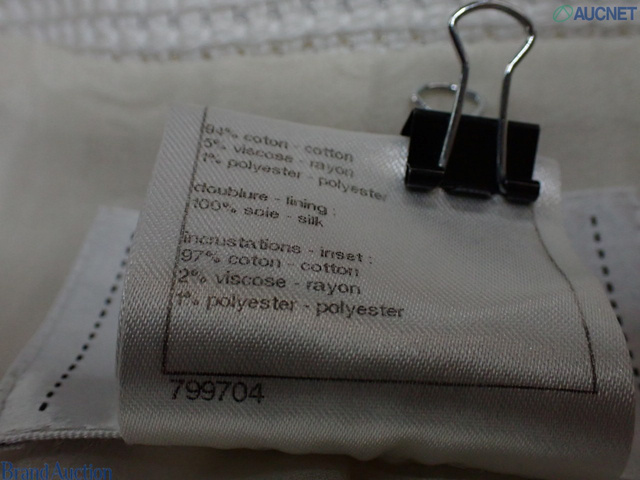 AUCNET
94% coton - cotton
5% viscose - rayon
1% polyester - polyester
doublure - lining :
100% soie - silk
incrustations - inset :
97% coton - cotton
2% viscose - rayon
1% polyester - polyester
799704
Brand Auction